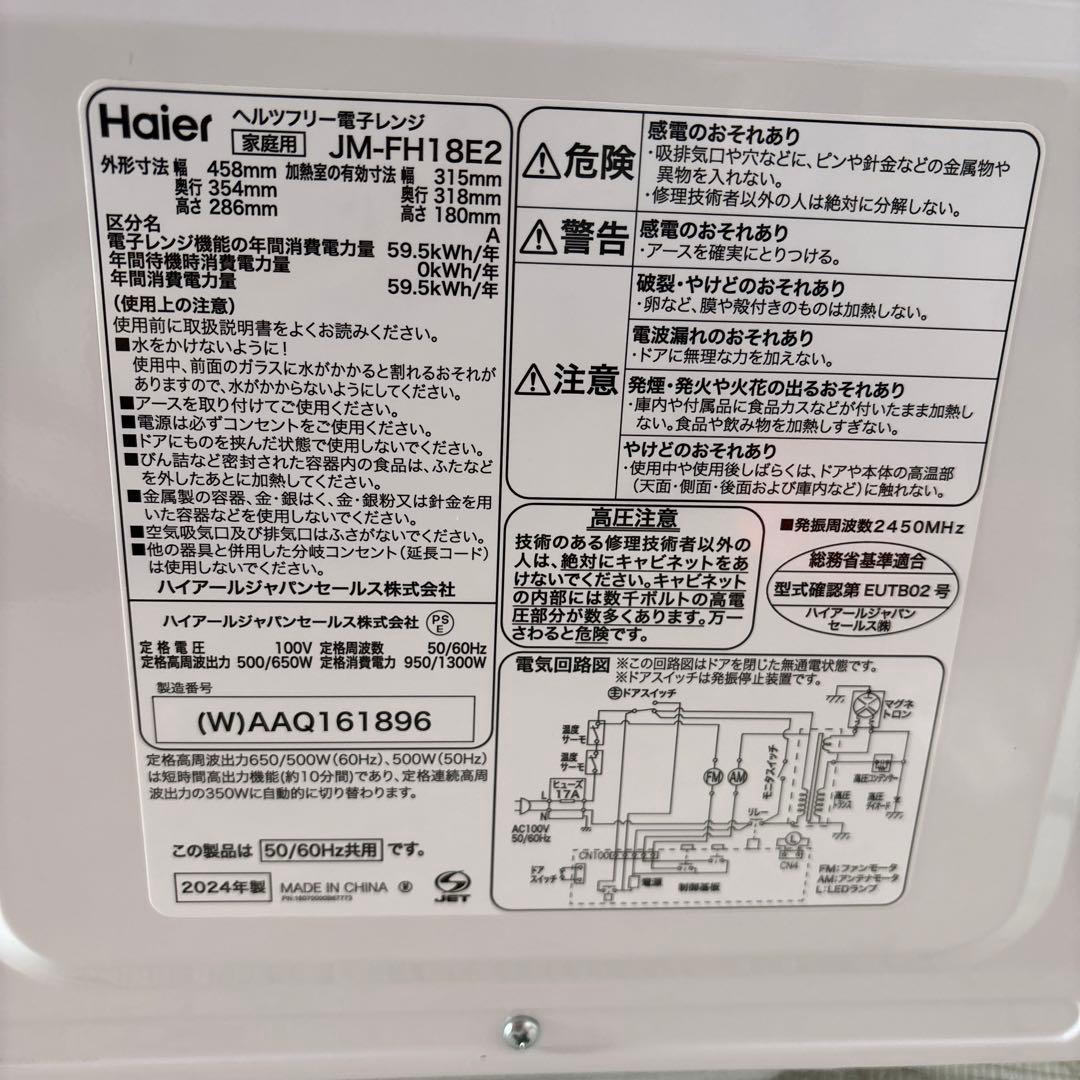 Haier ヘルツフリー電子レンジ
家庭用 JM-FH18E2
外形寸法 幅 458mm 加熱室の有効寸法 幅 315mm
奥行 354mm 奥行 318mm
高さ 286mm 高さ 180mm
区分名 A
電子レンジ機能の年間消費電力量 59.5kWh/年
年間待機時消費電力量 0kWh/年
年間消費電力量 59.5kWh/年
(使用上の注意)
使用前に取扱説明書をよくお読みください。
■水をかけないように!
使用中、前面のガラスに水がかかると割れるおそれが
ありますので、水がかからないようにしてください。
■アースを取り付けてご使用ください。
■電源は必ずコンセントをご使用ください。
■ドアにものを挟んだ状態で使用しないでください。
■びん詰など密封された容器内の食品は、ふたなど
を外したあとに加熱してください。
■金属製の容器、金・銀はく、金・銀粉又は針金を用
いた容器などを使用しないでください。
■空気吸気口及び排気口はふさがないでください。
■他の器具と併用した分岐コンセント(延長コード)
は使用しないでください。
ハイアールジャパンセールス株式会社
ハイアールジャパンセールス株式会社 PSE
定格電圧 100V 定格周波数 50/60Hz
定格高周波出力 500/650W 定格消費電力 950/1300W
製造番号
(W)AAQ161896
定格高周波出力650/500W(60Hz)、500W(50Hz)
は短時間高出力機能(約10分間)であり、定格連続高周
波出力の350Wに自動的に切り替わります。
この製品は 50/60Hz共用 です。
2024年製 MADE IN CHINA
JET
⚠危険
感電のおそれあり
・吸排気口や穴などに、ピンや針金などの金属物や
異物を入れない。
・修理技術者以外の人は絶対に分解しない。
⚠警告
感電のおそれあり
・アースを確実にとりつける。
⚠注意
破裂・やけどのおそれあり
・卵など、膜や殻付きのものは加熱しない。
電波漏れのおそれあり
・ドアに無理な力を加えない。
発煙・発火や火花の出るおそれあり
・庫内や付属品に食品カスなどが付いたまま加熱し
ない。食品や飲み物を加熱しすぎない。
やけどのおそれあり
・使用中や使用後しばらくは、ドアや本体の高温部
(天面・側面・後面および庫内など)に触れない。
高圧注意
技術のある修理技術者以外の
人は、絶対にキャビネットをあ
けないでください。キャビネット
の内部には数千ボルトの高電
圧部分が数多くあります。万一
さわると危険です。
■発振周波数2450MHz
総務省基準適合
型式確認第 EUTB02 号
ハイアールジャパン
セールス㈱
電気回路図 ※この回路図はドアを閉じた無通電状態です。
※ドアスイッチは発振停止装置です。
主ドアスイッチ
マグネ
トロン
温度
サーモ
温度
サーモ
FM AM
モニタスイッチ
高圧コンデンサー
高圧
トランス
高圧
ダイオード
ヒューズ
17A
L
N
リレー
AC100V
50/60Hz
L
CN4
ドア
スイッチ
電源
FM:ファンモータ
AM:アンテナモータ
L:LEDランプ